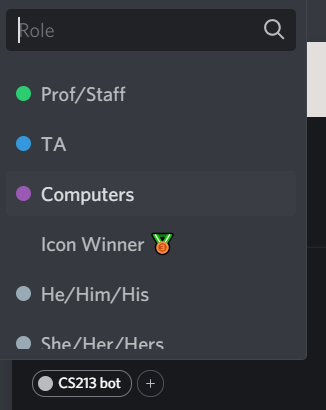 Role
Prof/Staff
TA
Computers
Icon Winner
He/Him/His
She/Her/Hers
CS213 bot +